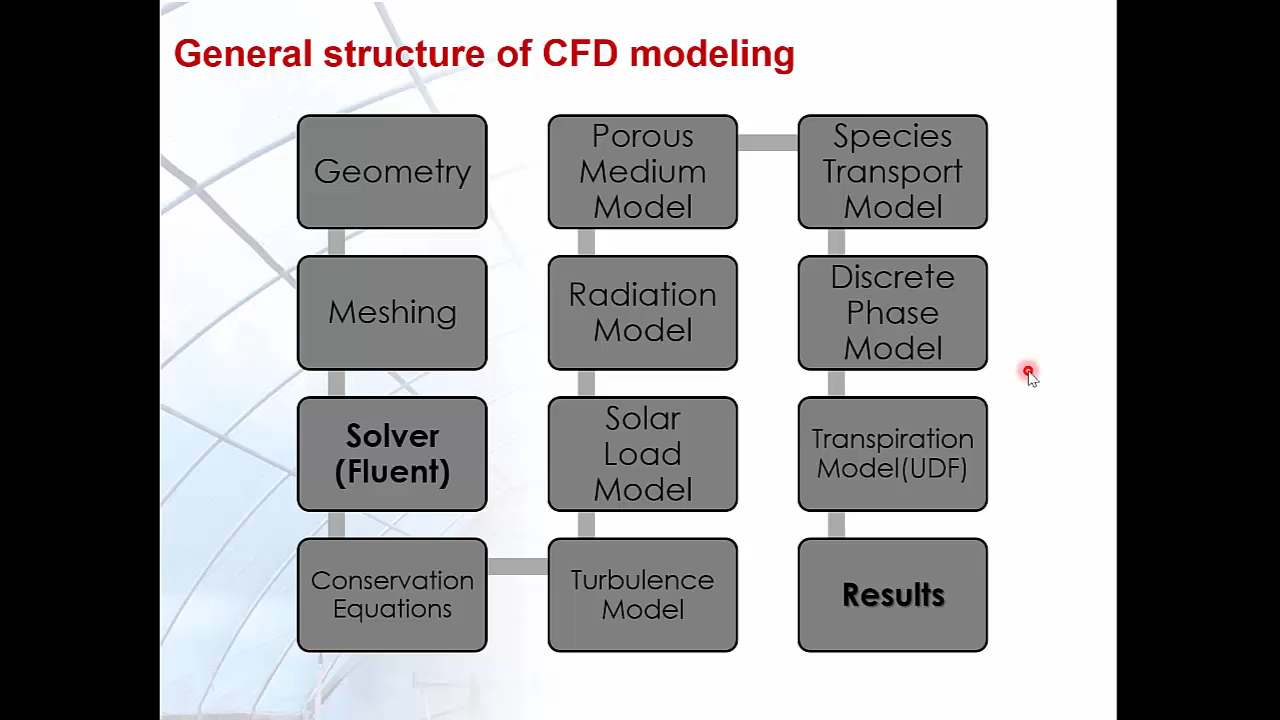 General structure of CFD modeling
Geometry
Meshing
Solver
(Fluent)
Conservation
Equations
Turbulence
Model
Solar
Load
Model
Radiation
Model
Porous
Medium
Model
Species
Transport
Model
Discrete
Phase
Model
Transpiration
Model(UDF)
Results